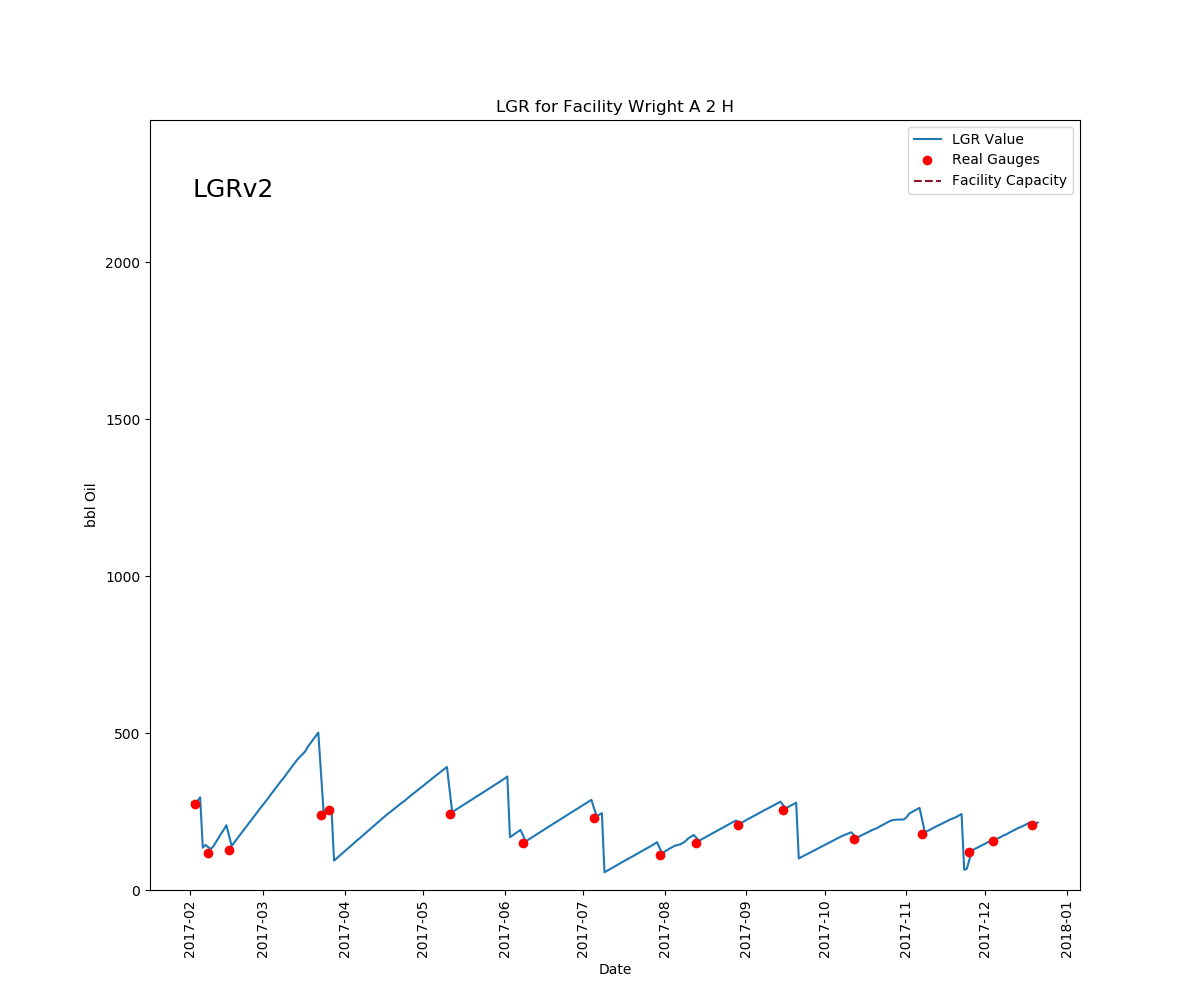 LGR for Facility Wright A 2 H
LGR Value
Real Gauges
Facility Capacity
LGRv2
2000
1500
1000
500
0
bbl Oil
2017-02
2017-03
2017-04
2017-05
2017-06
2017-07
2017-08
2017-09
2017-10
2017-11
2017-12
2018-01
Date